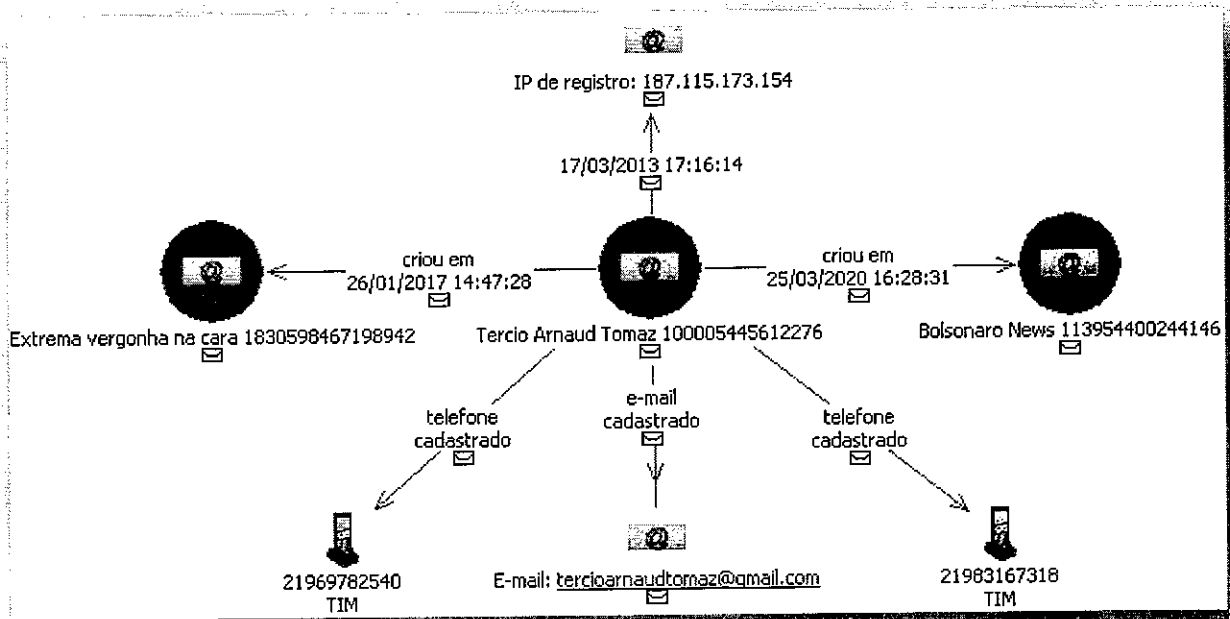 IP de registro: 187.115.173.154
17/03/2013 17:16:14
criou em
26/01/2017 14:47:28
criou em
25/03/2020 16:28:31
Extrema vergonha na cara 1830598467198942
Tercio Arnaud Tomaz 100005445612276
Bolsonaro News 113954400244146
telefone
cadastrado
e-mail
cadastrado
telefone
cadastrado
21969782540
TIM
E-mail: tercioarnaudtomaz@gmail.com
21983167318
TIM